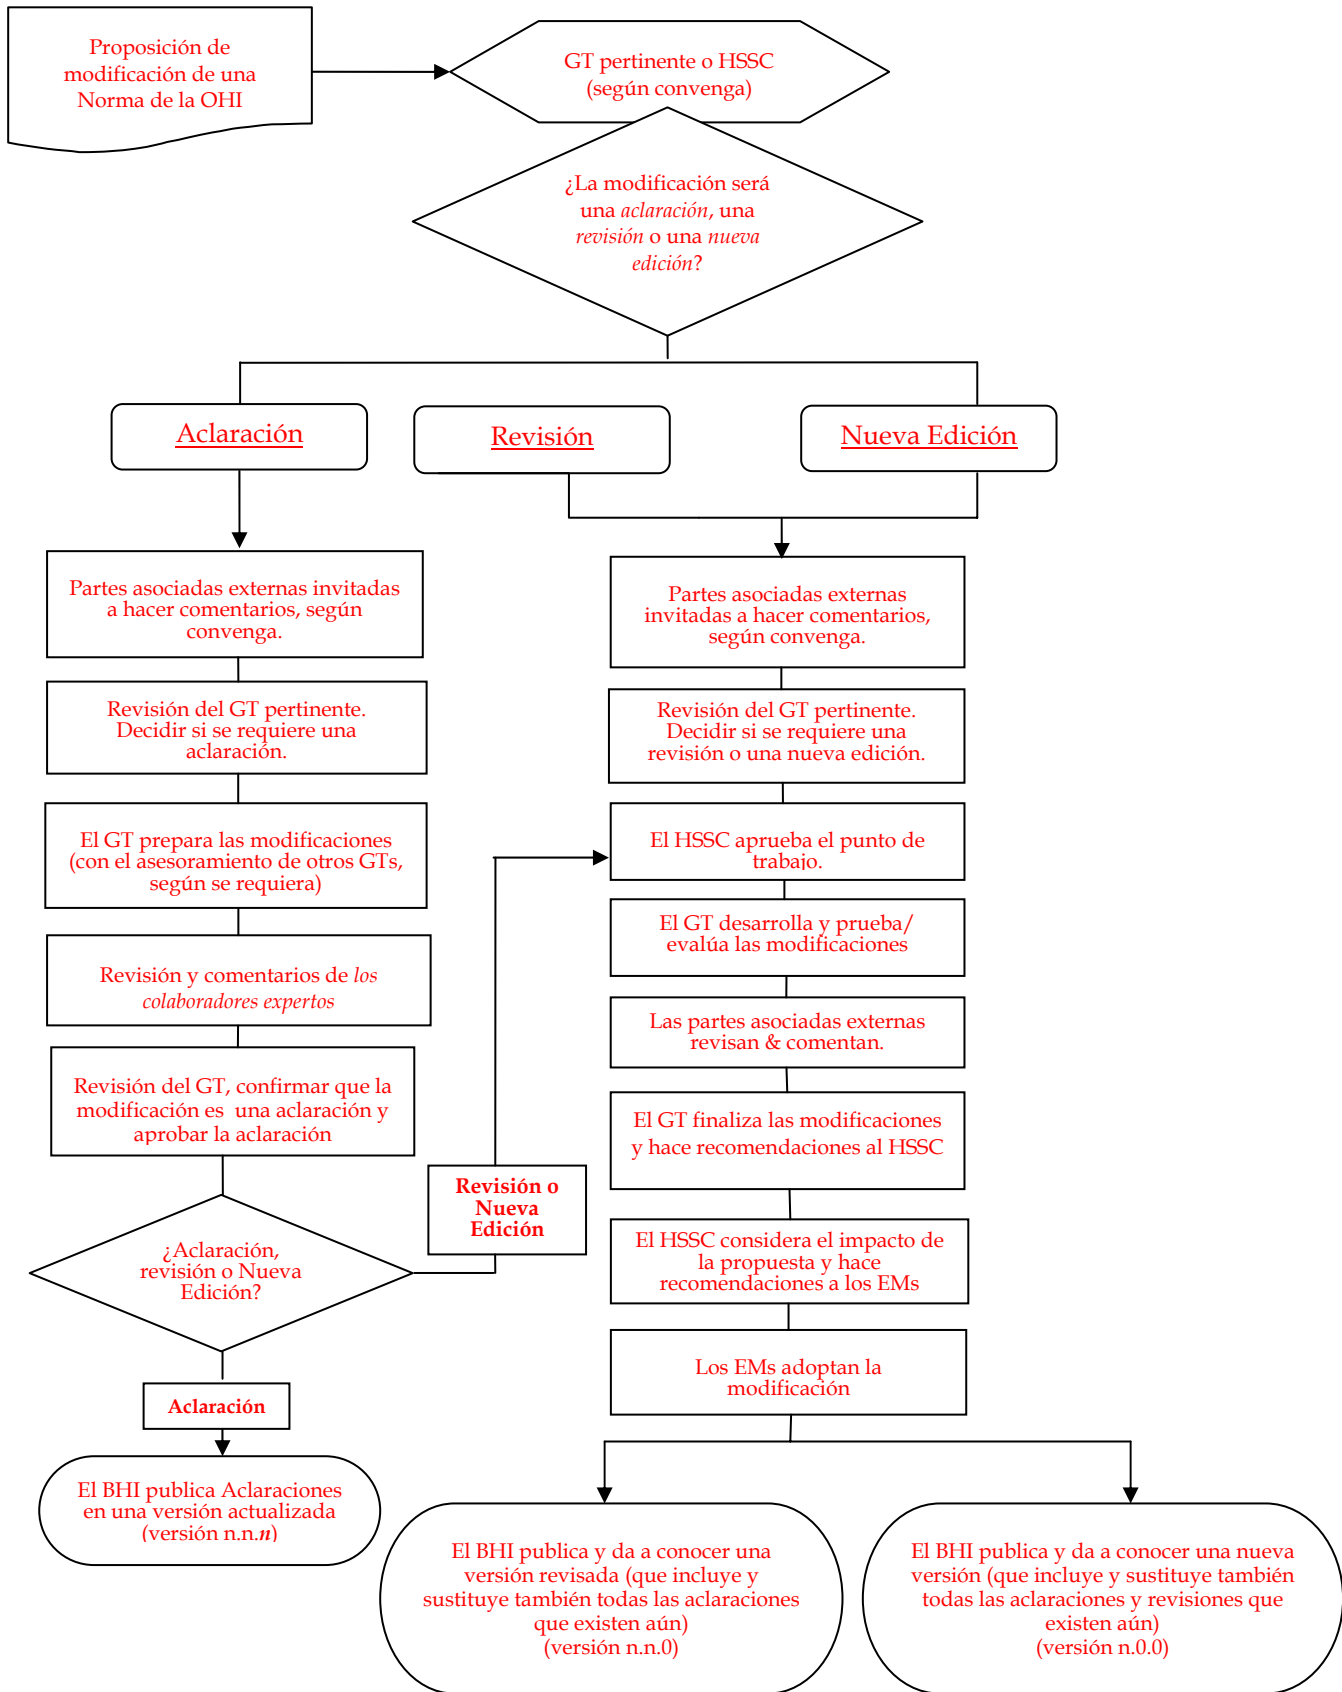 Proposición de
modificación de una
Norma de la OHI
GT pertinente o HSSC
(según convenga)
¿La modificación será
una aclaración, una
revisión o una nueva
edición?
Aclaración
Revisión
Nueva Edición
Partes asociadas externas invitadas
a hacer comentarios, según
convenga.
Revisión del GT pertinente.
Decidir si se requiere una
aclaración.
El GT prepara las modificaciones
(con el asesoramiento de otros GTs,
según se requiera)
Revisión y comentarios de los
colaboradores expertos
Revisión del GT, confirmar que la
modificación es una aclaración y
aprobar la aclaración
¿Aclaración,
revisión o Nueva
Edición?
Revisión o
Nueva
Edición
Aclaración
El BHI publica Aclaraciones
en una versión actualizada
(versión n.n.n)
Partes asociadas externas
invitadas a hacer comentarios,
según convenga.
Revisión del GT pertinente.
Decidir si se requiere una
revisión o una nueva edición.
El HSSC aprueba el punto de
trabajo.
El GT desarrolla y prueba/
evalúa las modificaciones
Las partes asociadas externas
revisan & comentan.
El GT finaliza las modificaciones
y hace recomendaciones al HSSC
El HSSC considera el impacto de
la propuesta y hace
recomendaciones a los EMs
Los EMs adoptan la
modificación
El BHI publica y da a conocer una
versión revisada (que incluye y
sustituye también todas las aclaraciones
que existen aún)
(versión n.n.0)
El BHI publica y da a conocer una nueva
versión (que incluye y sustituye también
todas las aclaraciones y revisiones que
existen aún)
(versión n.0.0)